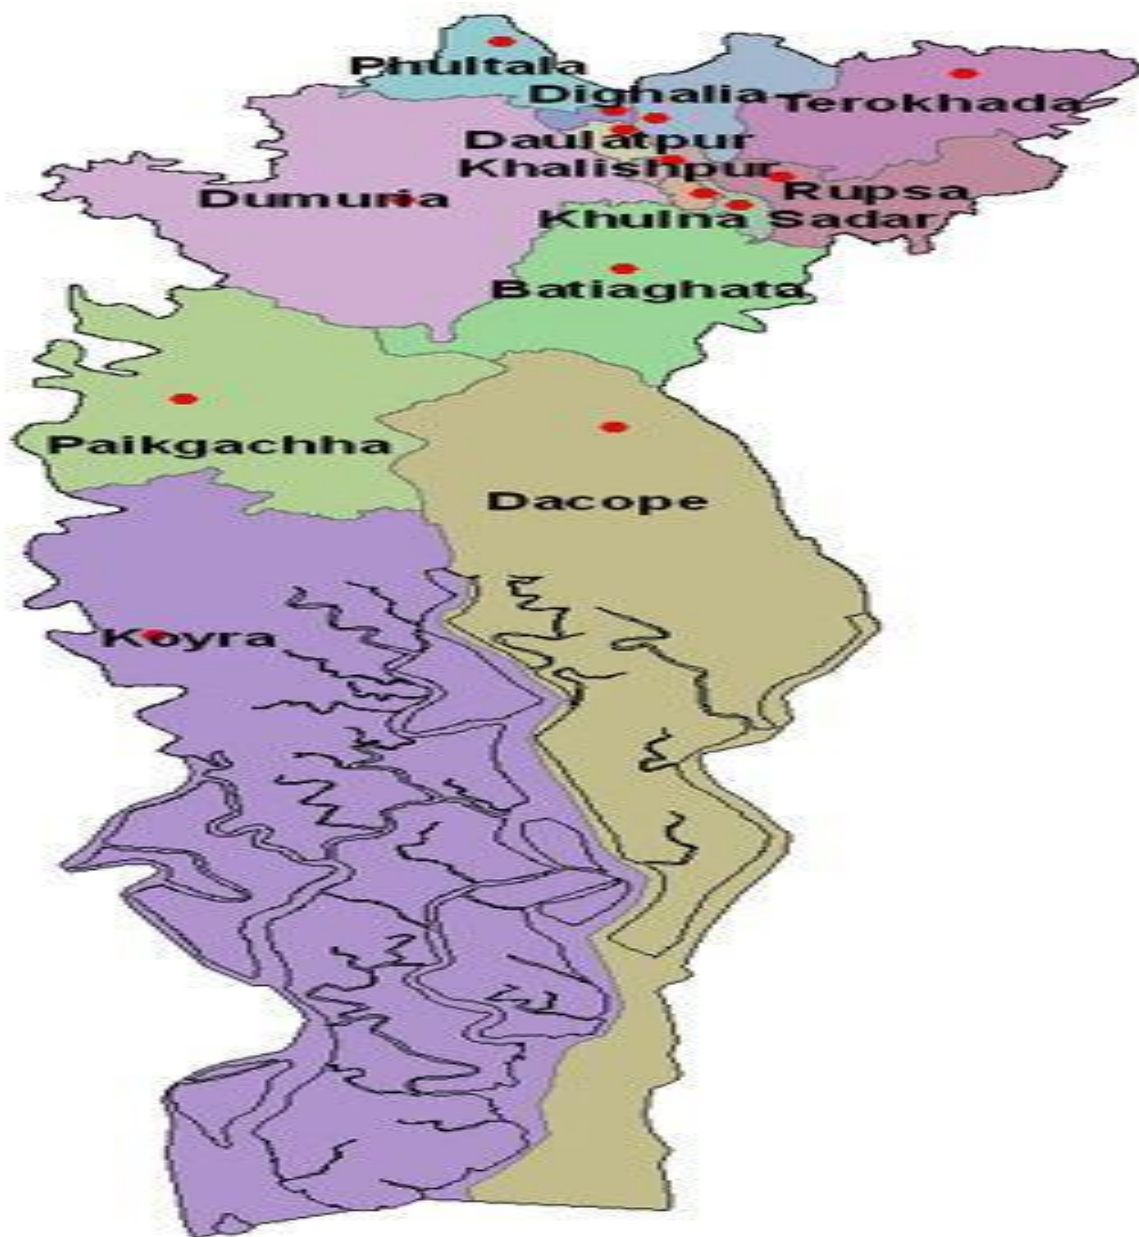 Phultala
Dighalia
Terokhada
Daulatpur
Khalishpur
Dumuria
Rupsa
Khulna Sadar
Batiaghata
Paikgachha
Dacope
Koyra